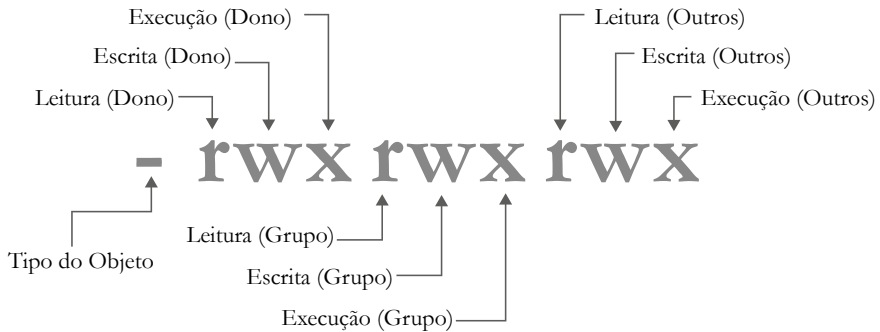 Execução (Dono)
Leitura (Outros)
Escrita (Dono)
Escrita (Outros)
Leitura (Dono)
Execução (Outros)
- rwx rwx rwx
Leitura (Grupo)
Tipo do Objeto
Escrita (Grupo)
Execução (Grupo)